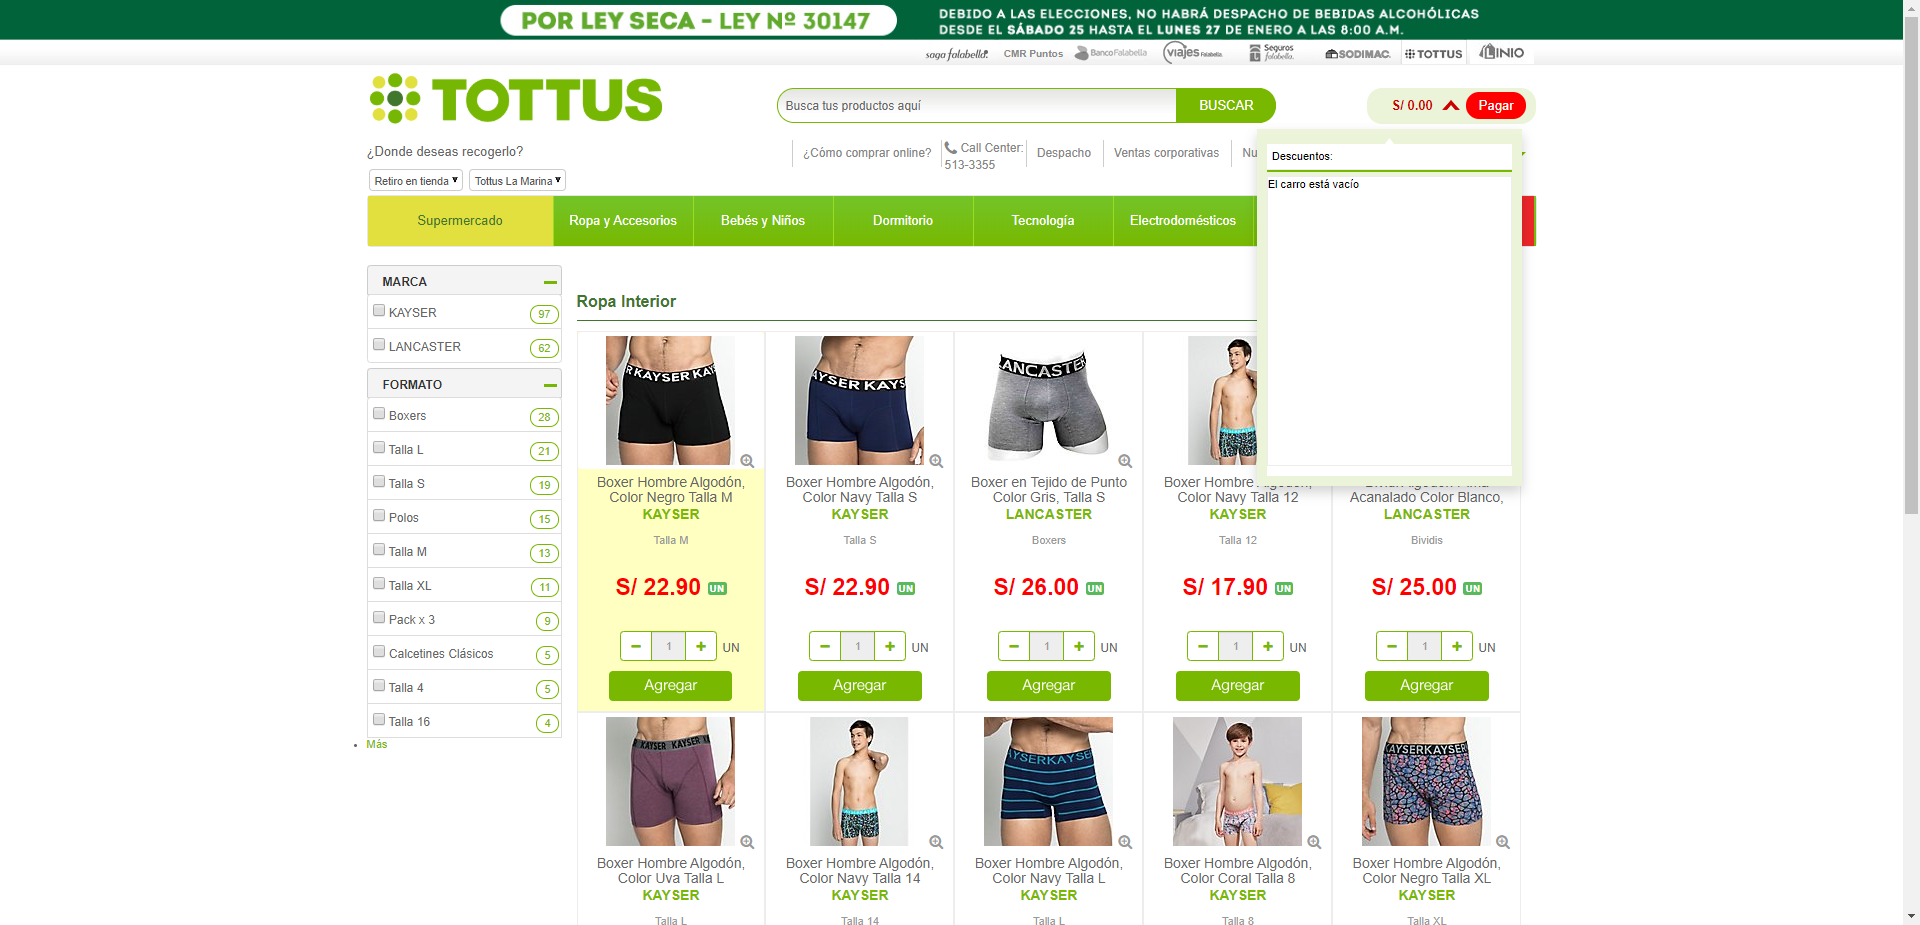 POR LEY SECA - LEY Nº 30147
DEBIDO A LAS ELECCIONES, NO HABRÁ DESPACHO DE BEBIDAS ALCOHÓLICAS
DESDE EL SÁBADO 25 HASTA EL LUNES 27 DE ENERO A LAS 8:00 A.M.
saga falabella. CMR Puntos BancoFalabella Viajes Falabella Seguros falabella. SODIMAC. TOTTUS LINIO
TOTTUS
Busca tus productos aquí BUSCAR
S/ 0.00 Pagar
¿Donde deseas recogerlo?
¿Cómo comprar online?
Call Center:
513-3355
Despacho
Ventas corporativas
Nu
Retiro en tienda Tottus La Marina
Descuentos:
El carro está vacío
Supermercado Ropa y Accesorios Bebés y Niños Dormitorio Tecnología Electrodomésticos
MARCA
KAYSER 97
LANCASTER 62
FORMATO
Boxers 28
Talla L 21
Talla S 19
Polos 15
Talla M 13
Talla XL 11
Pack x 3 9
Calcetines Clásicos 5
Talla 4 5
Talla 16 4
Más
Ropa Interior
R KAYSER KAY
AYSER KAYS
LANCASTER
Boxer Hombre Algodón,
Color Negro Talla M
KAYSER
Talla M
S/ 22.90 UN
1 UN
Agregar
Boxer Hombre Algodón,
Color Navy Talla S
KAYSER
Talla S
S/ 22.90 UN
1 UN
Agregar
Boxer en Tejido de Punto
Color Gris, Talla S
LANCASTER
Boxers
S/ 26.00 UN
1 UN
Agregar
Boxer Hombre Algodón,
Color Navy Talla 12
KAYSER
Talla 12
S/ 17.90 UN
1 UN
Agregar
Acanalado Color Blanco,
LANCASTER
Bividis
S/ 25.00 UN
1 UN
Agregar
KAYSER KAYSER
AYSERKAYSE
KAYSERKAYSER
Boxer Hombre Algodón,
Color Uva Talla L
KAYSER
Talla L
Boxer Hombre Algodón,
Color Navy Talla 14
KAYSER
Talla 14
Boxer Hombre Algodón,
Color Navy Talla L
KAYSER
Talla L
Boxer Hombre Algodón,
Color Coral Talla 8
KAYSER
Talla 8
Boxer Hombre Algodón,
Color Negro Talla XL
KAYSER
Talla XL